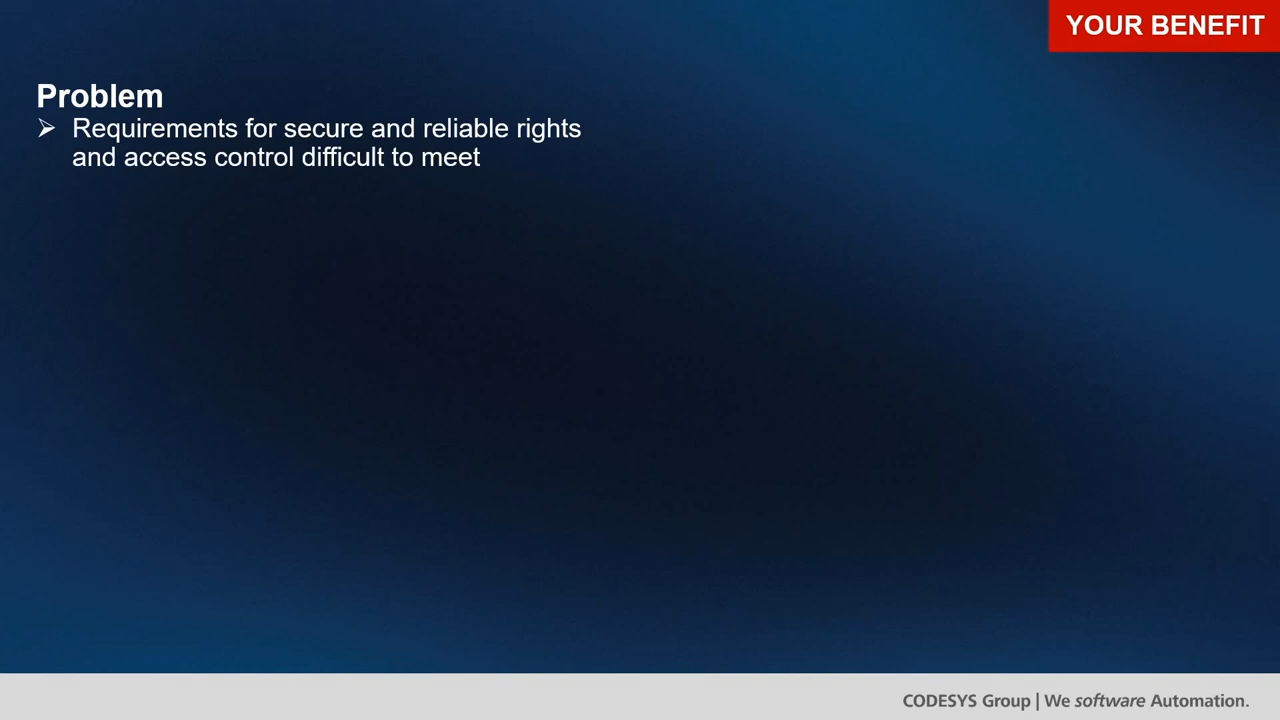 YOUR BENEFIT
Problem
➢ Requirements for secure and reliable rights
and access control difficult to meet
CODESYS Group | We software Automation.